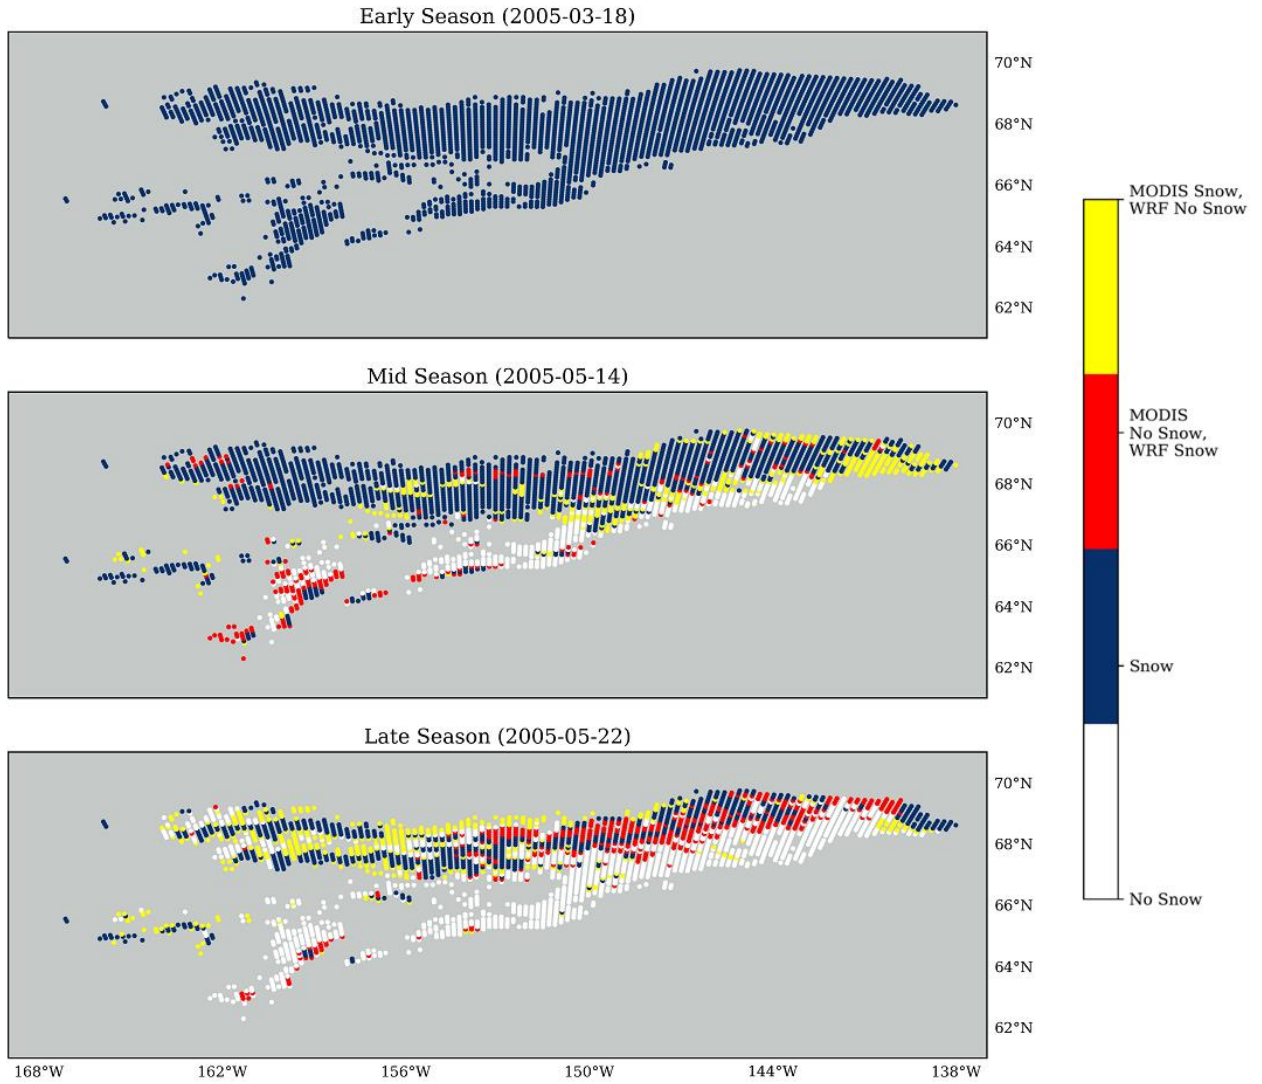 Early Season (2005-03-18)
70°N
68°N
66°N
64°N
62°N
Mid Season (2005-05-14)
70°N
68°N
66°N
64°N
62°N
Late Season (2005-05-22)
70°N
68°N
66°N
64°N
62°N
168°W 162°W 156°W 150°W 144°W 138°W
MODIS Snow,
WRF No Snow
MODIS
No Snow,
WRF Snow
Snow
No Snow